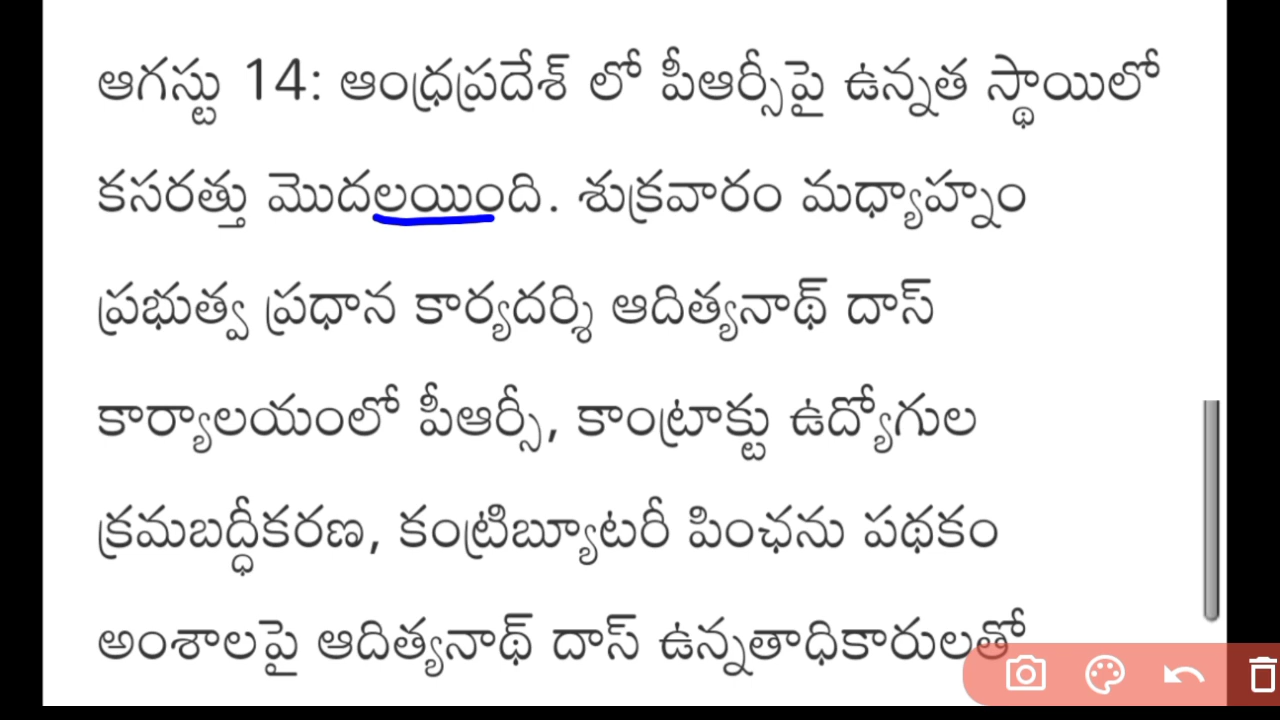 ఆగస్టు 14: ఆంధ్రప్రదేశ్ లో పీఆర్సీపై ఉన్నత స్థాయిలో
కసరత్తు మొదలయింది. శుక్రవారం మధ్యాహ్నం
ప్రభుత్వ ప్రధాన కార్యదర్శి ఆదిత్యనాథ్ దాస్
కార్యాలయంలో పీఆర్సీ, కాంట్రాక్టు ఉద్యోగుల
క్రమబద్ధీకరణ, కంట్రిబ్యూటరీ పింఛను పథకం
అంశాలపై ఆదిత్యనాథ్ దాస్ ఉన్నతాధికారులతో